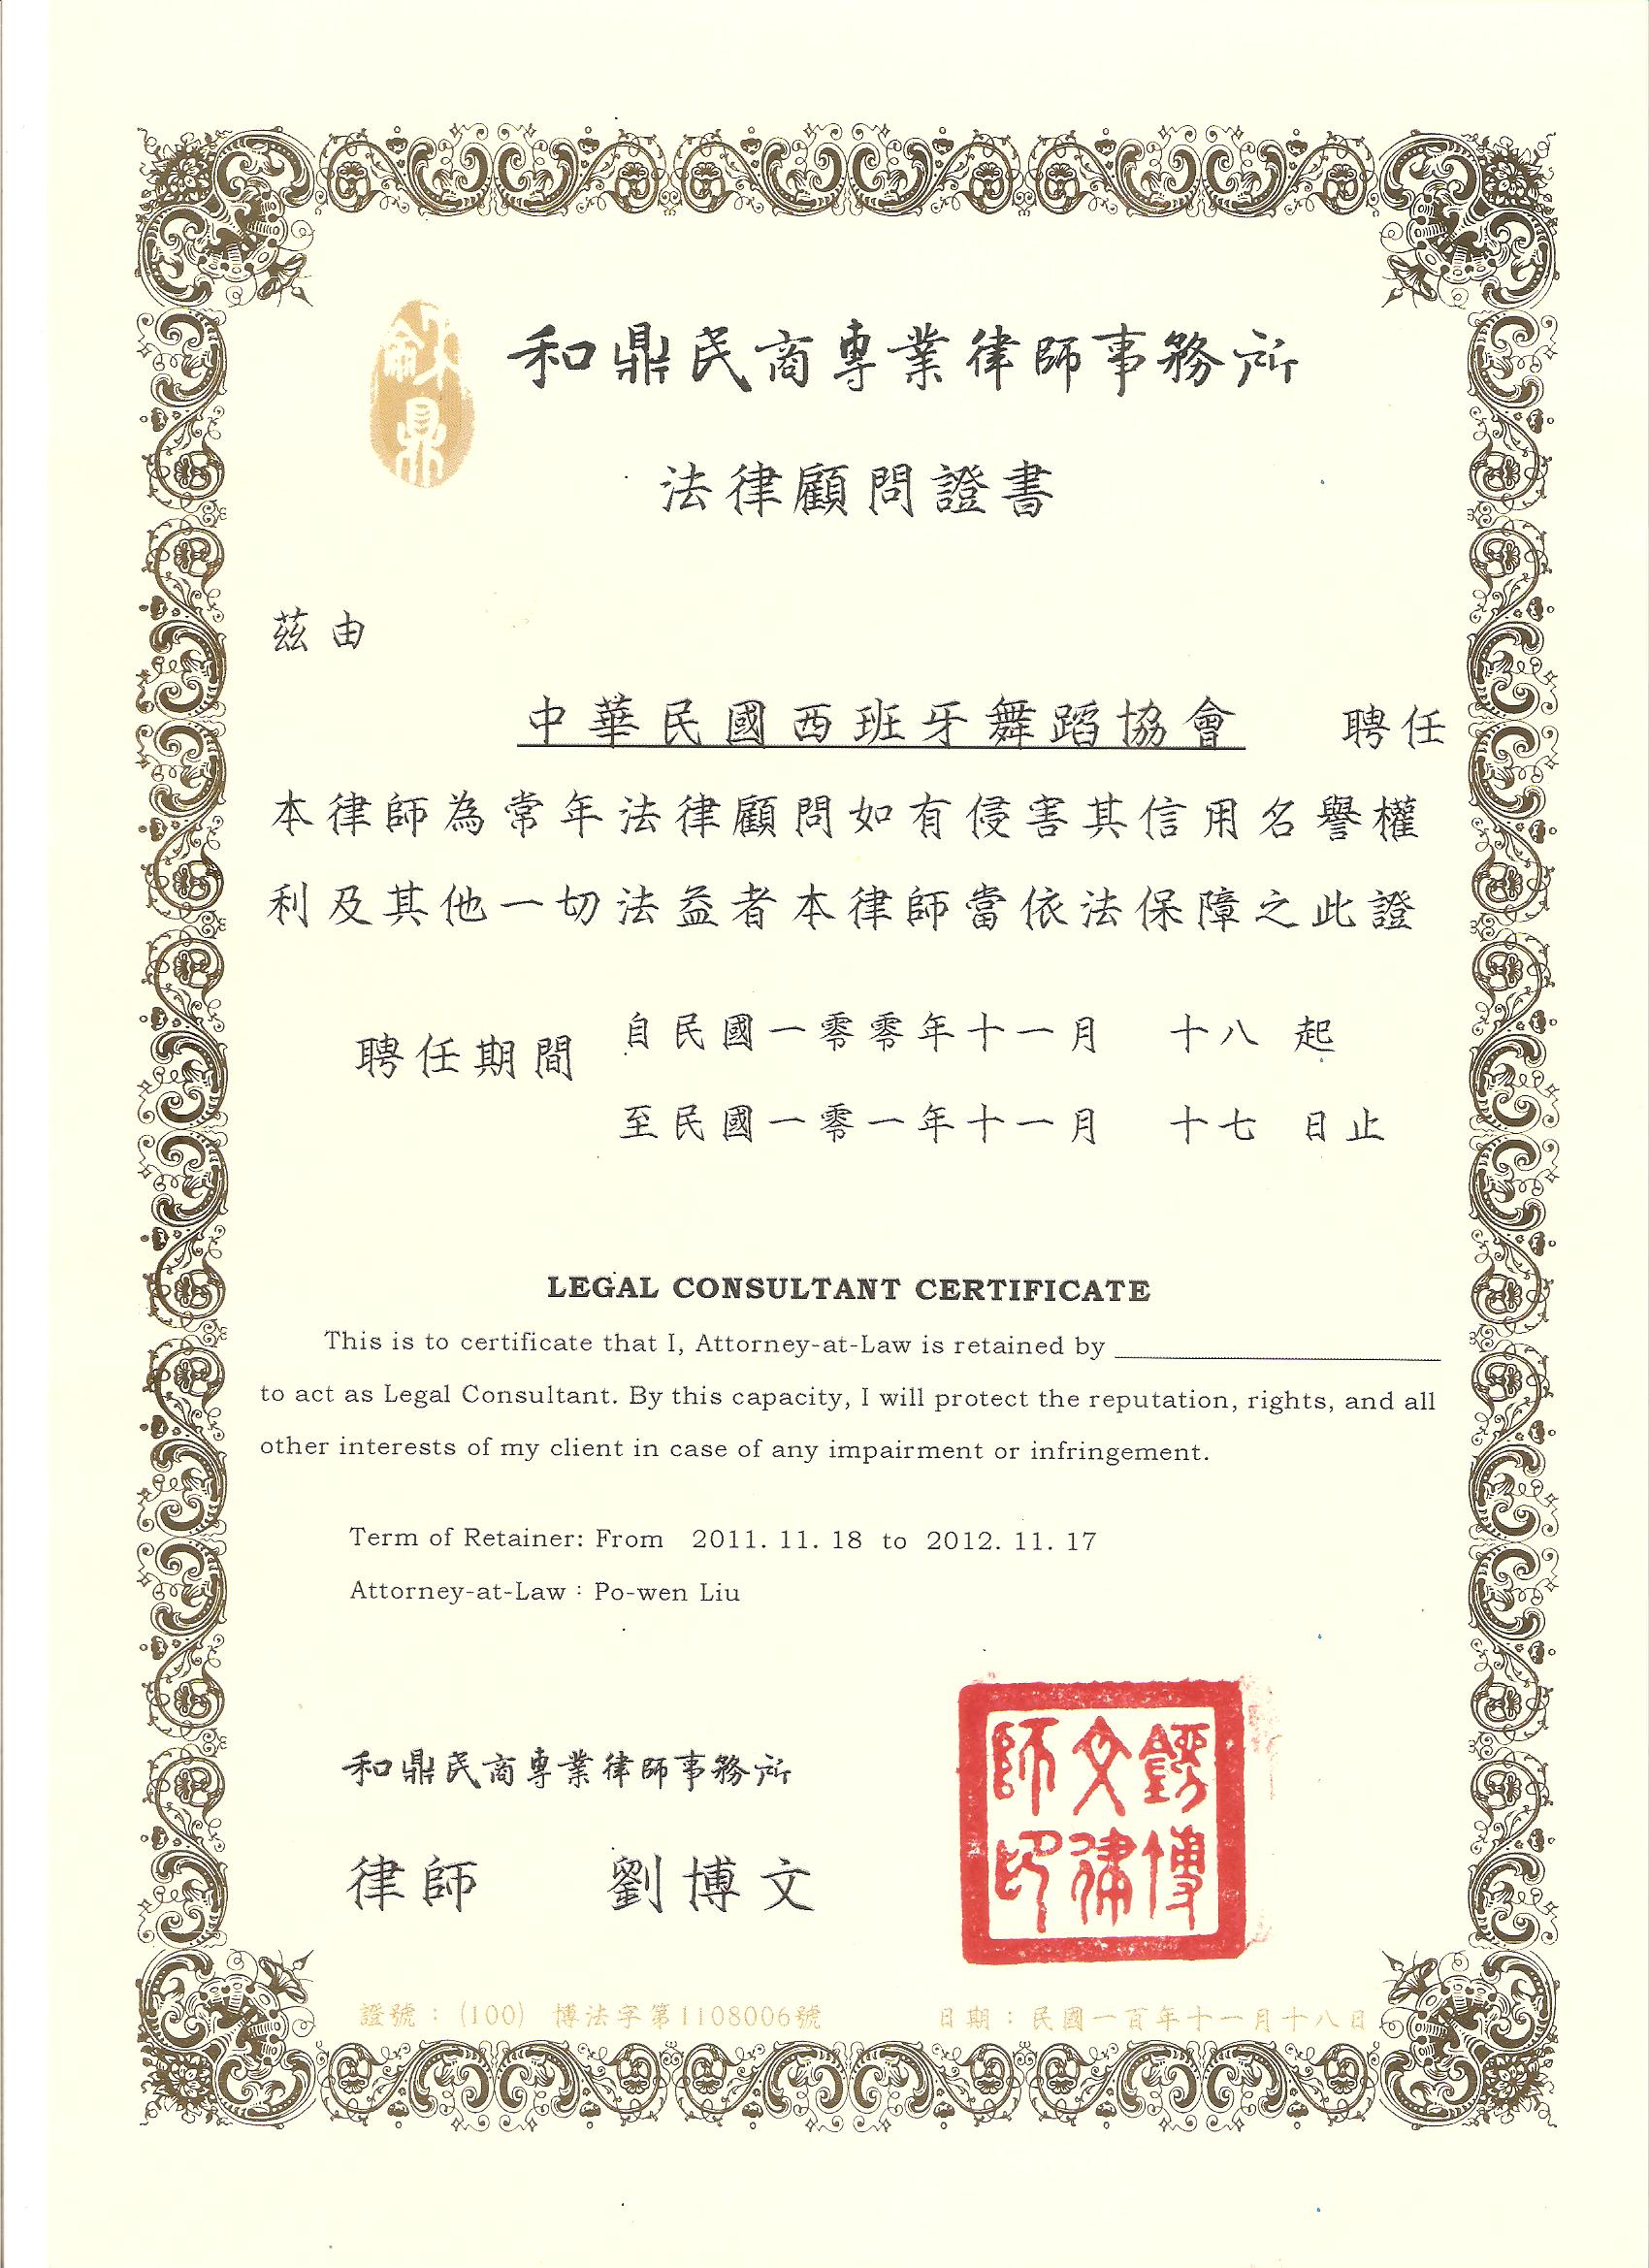 龢鼎
和鼎民商專業律師事務所
法律顧問證書
茲由
中華民國西班牙舞蹈協會 聘任
本律師為常年法律顧問如有侵害其信用名譽權
利及其他一切法益者本律師當依法保障之此證
聘任期間
自民國一零零年十一月 十八 起
至民國一零一年十一月 十七 日止
LEGAL CONSULTANT CERTIFICATE
This is to certificate that I, Attorney-at-Law is retained by
to act as Legal Consultant. By this capacity, I will protect the reputation, rights, and all
other interests of my client in case of any impairment or infringement.
Term of Retainer: From 2011. 11. 18 to 2012. 11. 17
Attorney-at-Law：Po-wen Liu
和鼎民商專業律師事務所
律師 劉博文
劉博文律師印
證號：(100) 博法字第1108006號 日期：民國一百年十一月十八日